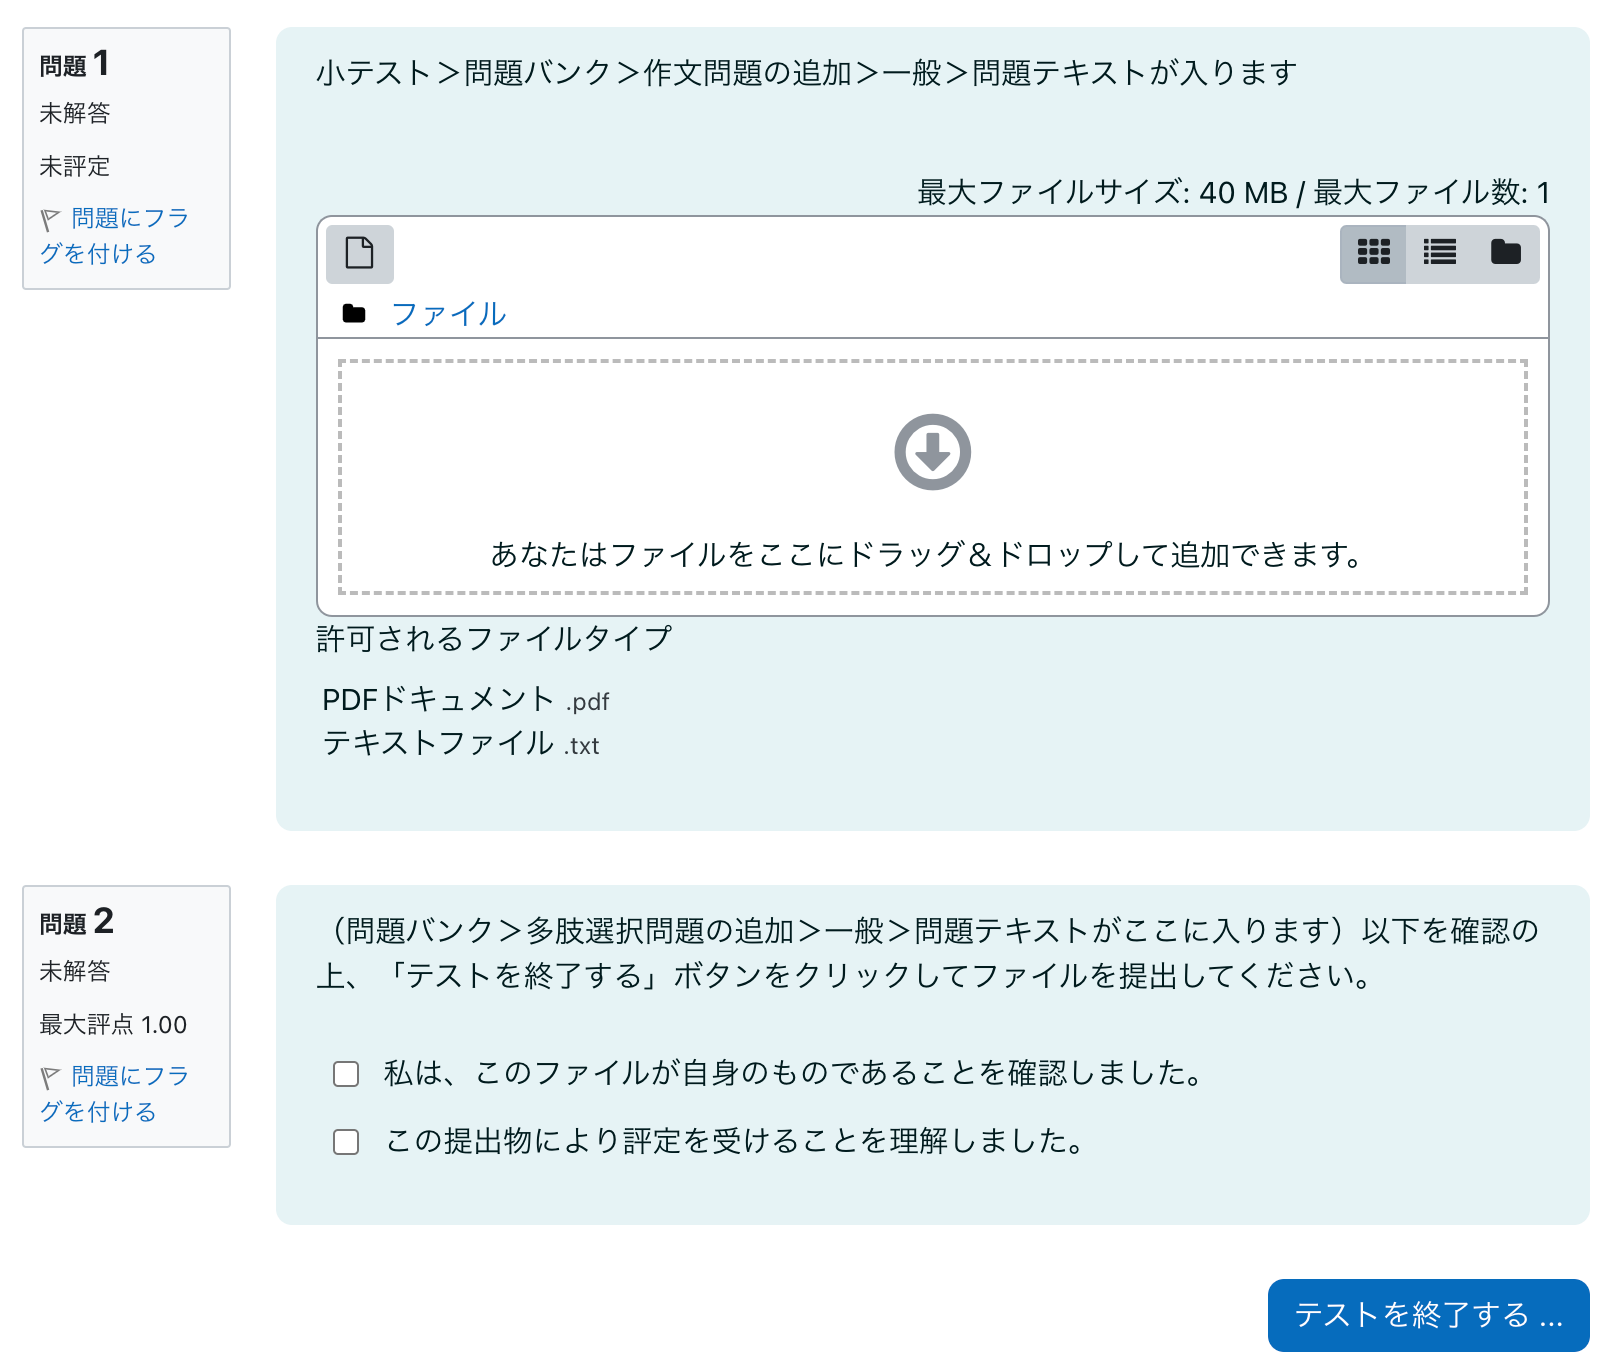 問題 1
未解答
未評定
問題にフラ
グを付ける
小テスト＞問題バンク＞作文問題の追加＞一般＞問題テキストが入ります
最大ファイルサイズ: 40 MB / 最大ファイル数: 1
ファイル
あなたはファイルをここにドラッグ＆ドロップして追加できます。
許可されるファイルタイプ
PDFドキュメント .pdf
テキストファイル .txt
問題 2
未解答
最大評点 1.00
問題にフラ
グを付ける
（問題バンク＞多肢選択問題の追加＞一般＞問題テキストがここに入ります）以下を確認の
上、「テストを終了する」ボタンをクリックしてファイルを提出してください。
私は、このファイルが自身のものであることを確認しました。
この提出物により評定を受けることを理解しました。
テストを終了する ...